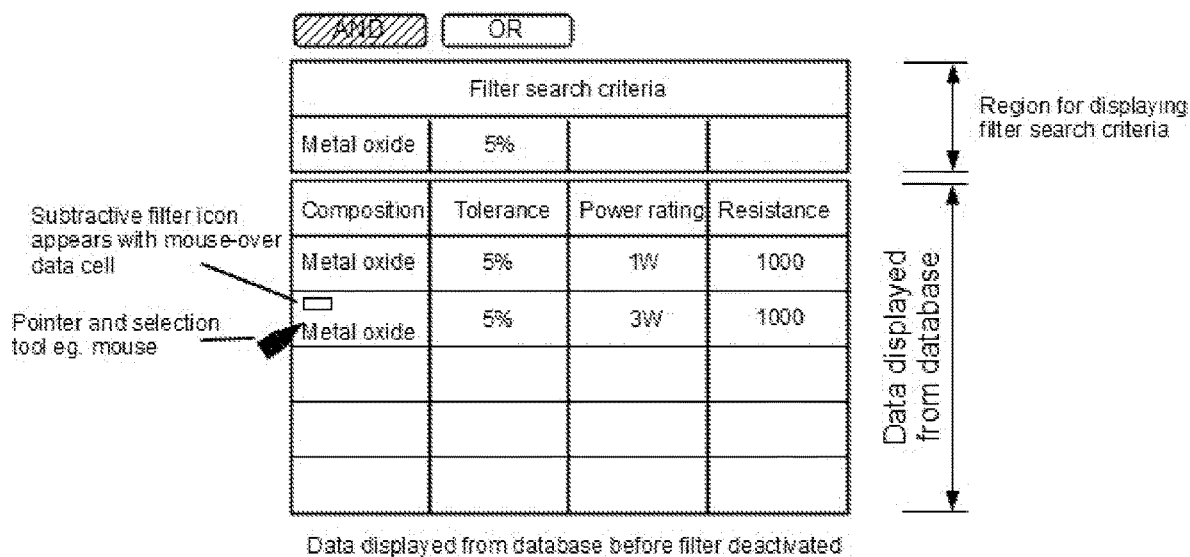 AND OR
Filter search criteria
Metal oxide 5%
Region for displaying
filter search criteria
Composition Tolerance Power rating Resistance
Metal oxide 5% 1W 1000
Metal oxide 5% 3W 1000
Subtractive filter icon
appears with mouse-over
data cell
Pointer and selection
tool eg. mouse
Data displayed
from database
Data displayed from database before filter deactivated